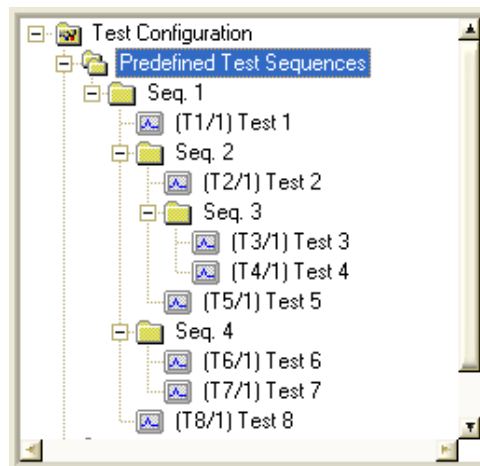 Test Configuration
Predefined Test Sequences
Seq. 1
(T1/1) Test 1
Seq. 2
(T2/1) Test 2
Seq. 3
(T3/1) Test 3
(T4/1) Test 4
(T5/1) Test 5
Seq. 4
(T6/1) Test 6
(T7/1) Test 7
(T8/1) Test 8